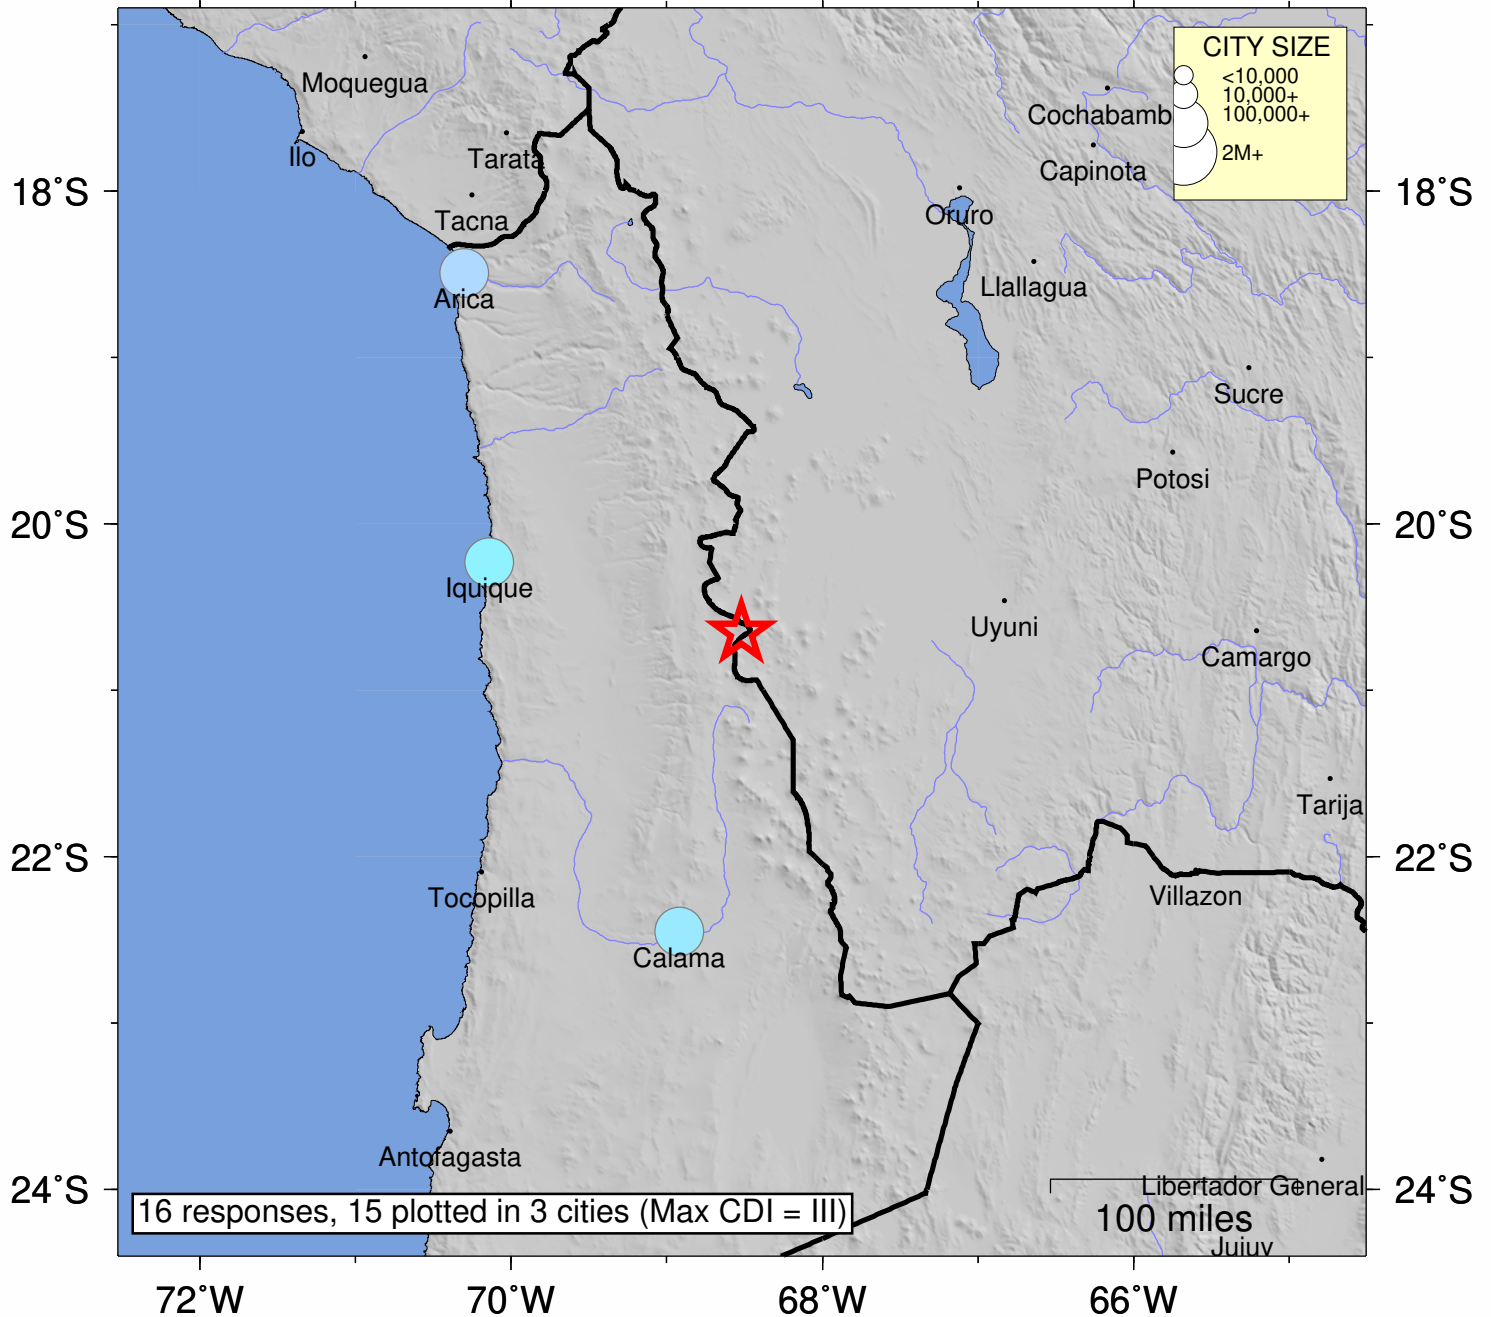 CITY SIZE
<10,000
10,000+
100,000+
2M+
Moquegua
Cochabamb
Ilo
Tarata
Capinota
18˚S
18˚S
Tacna
Oruro
Arica
Llallagua
Sucre
Potosi
20˚S
20˚S
Iquique
Uyuni
Camargo
Tarija
22˚S
22˚S
Tocopilla
Villazon
Calama
Antofagasta
24˚S
Libertador General
24˚S
16 responses, 15 plotted in 3 cities (Max CDI = III)
100 miles
Jujuy
72˚W
70˚W
68˚W
66˚W